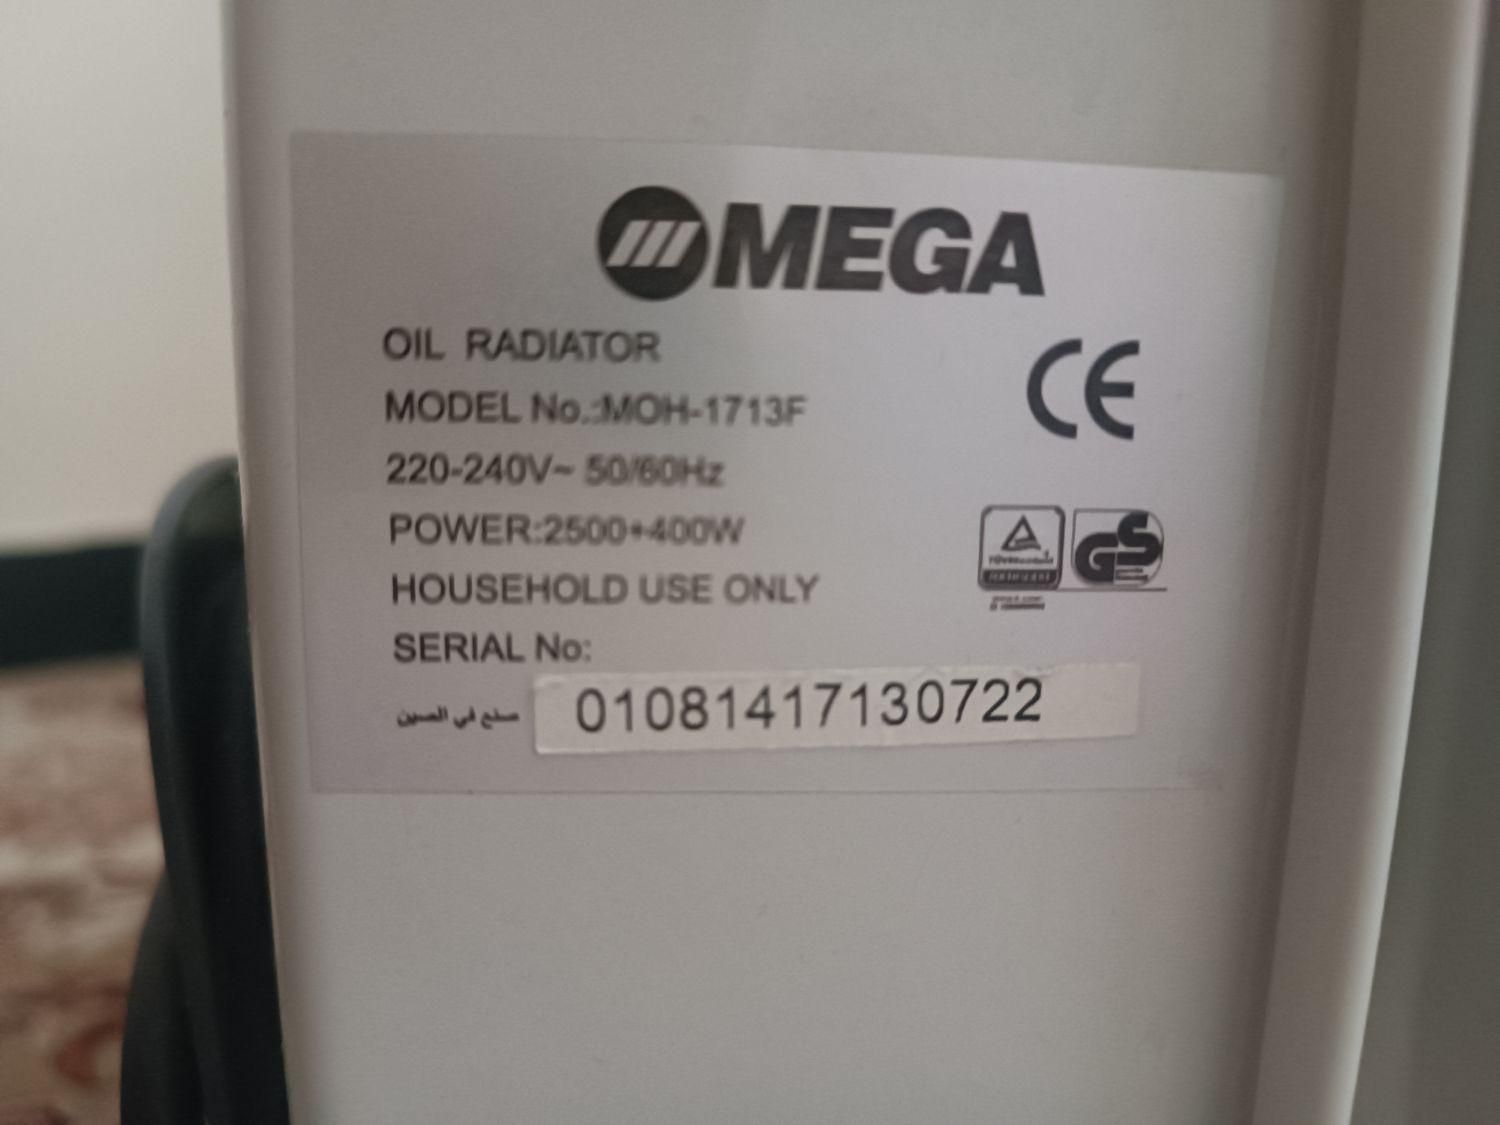 MEGA
OIL RADIATOR
MODEL No.:MOH-1713F
220-240V~ 50/60Hz
POWER:2500+400W
HOUSEHOLD USE ONLY
SERIAL No:
01081417130722
صنع في الصين
CE
GS